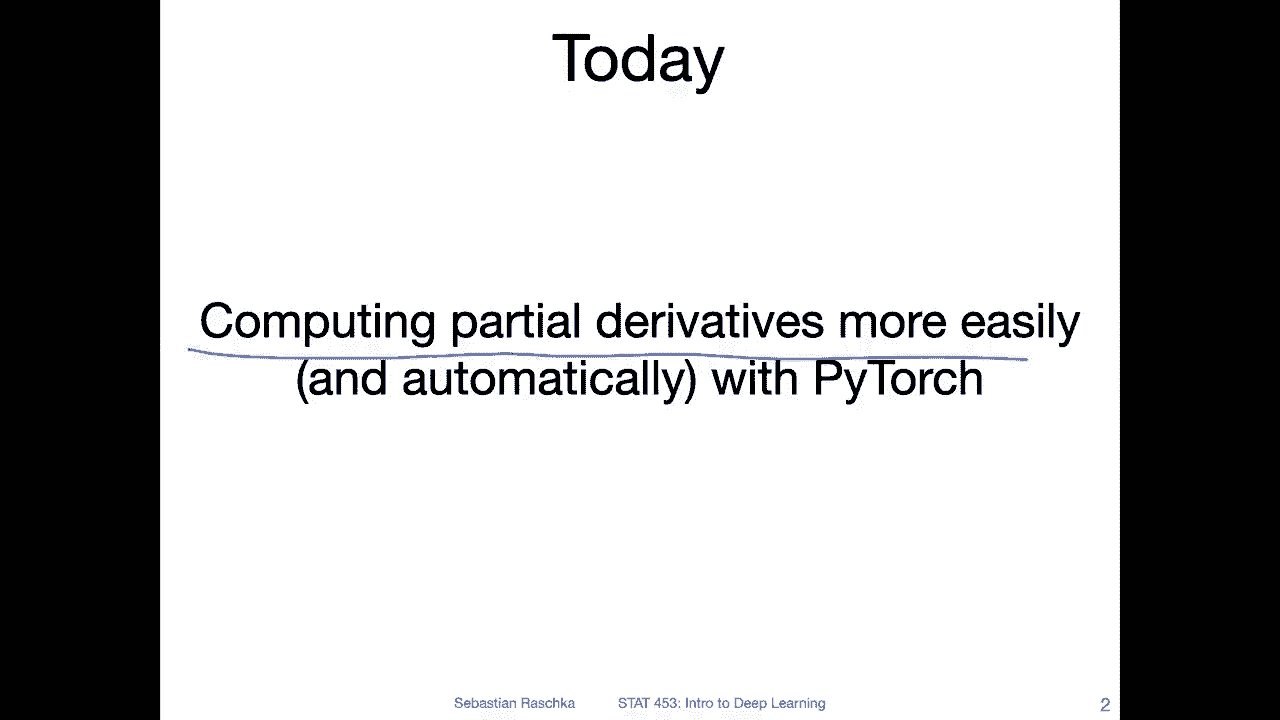 Today
Computing partial derivatives more easily
(and automatically) with PyTorch
Sebastian Raschka STAT 453: Intro to Deep Learning 2